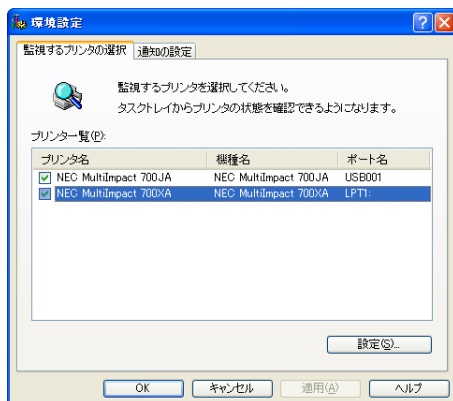 環境設定
監視するプリンタの選択 通知の設定
監視するプリンタを選択してください。
タスクトレイからプリンタの状態を確認できるようになります。
プリンター覧(P):
プリンタ名 機種名 ポート名
NEC MultiImpact 700JA NEC MultiImpact 700JA USB001
NEC MultiImpact 700XA NEC MultiImpact 700XA LPT1:
設定(S)...
OK キャンセル 適用(A) ヘルプ